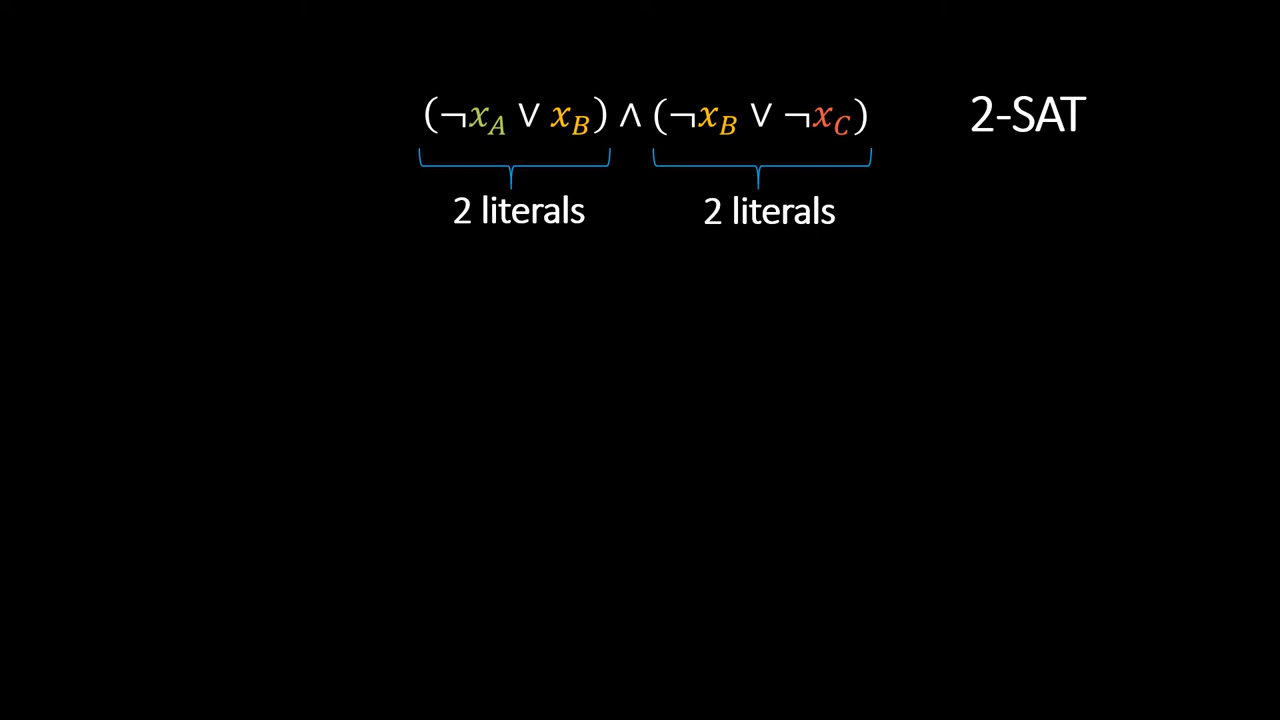 (¬x_A ∨ x_B) ∧ (¬x_B ∨ ¬x_C) 2-SAT
2 literals 2 literals